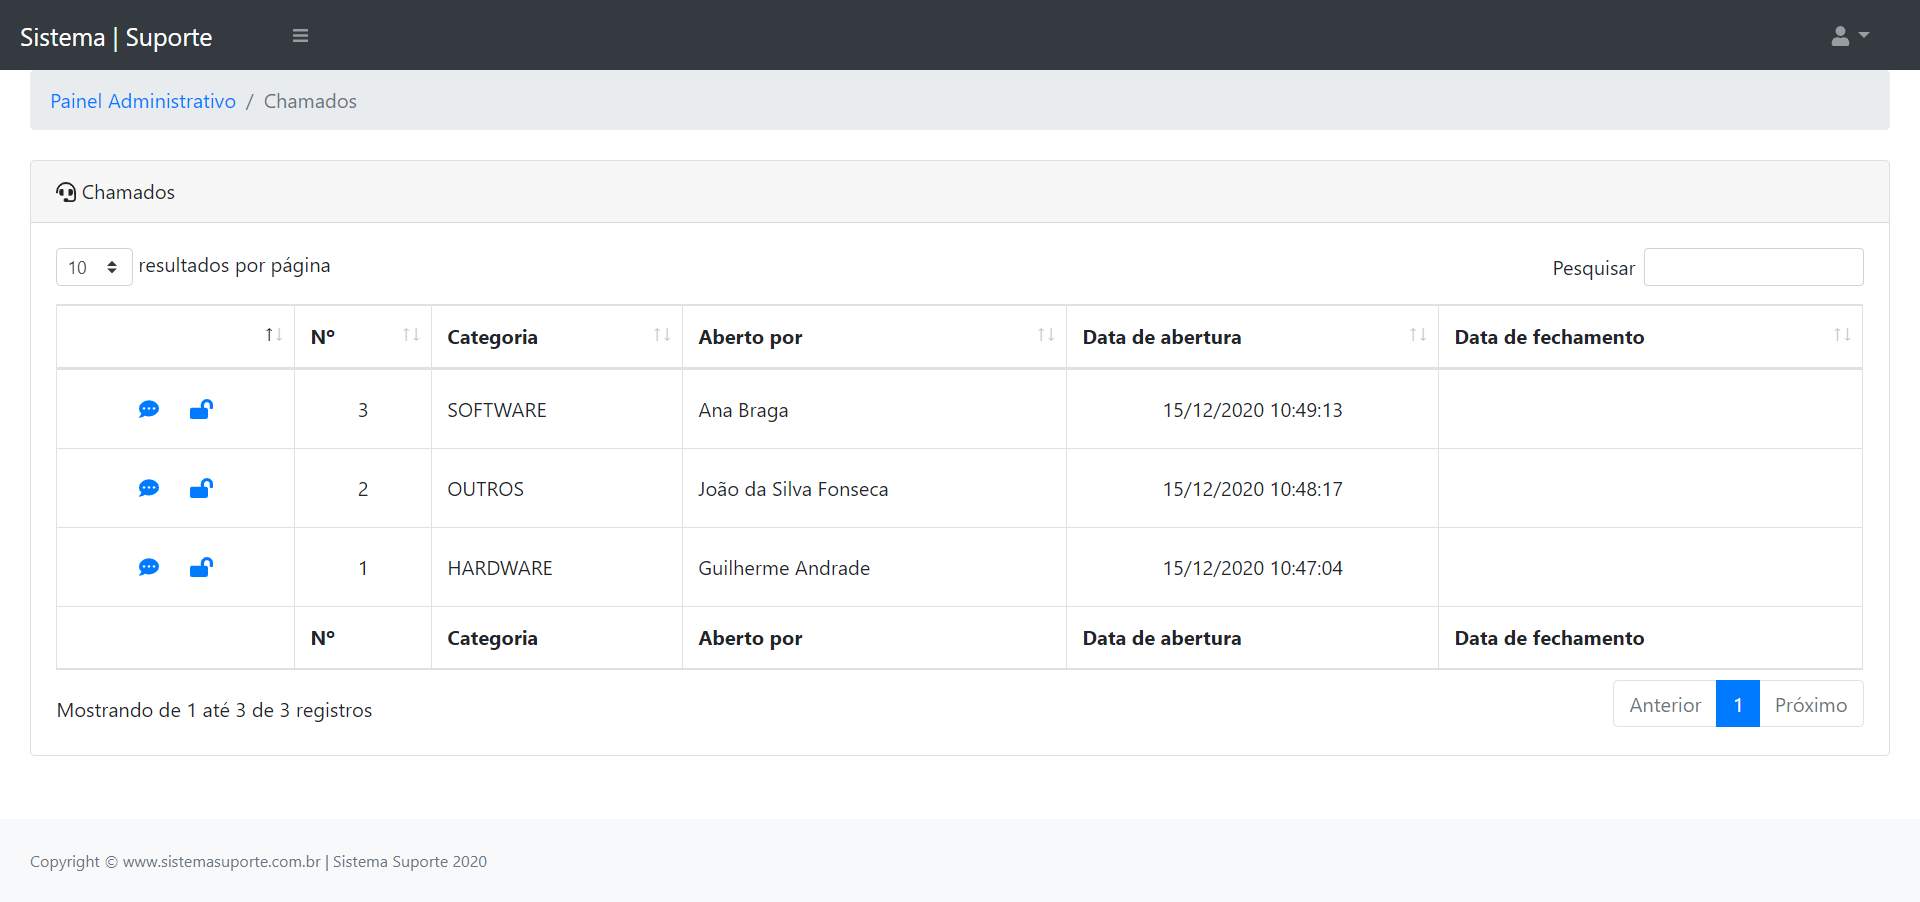 Sistema | Suporte
Painel Administrativo / Chamados
Chamados
10 resultados por página
Pesquisar
Nº Categoria Aberto por Data de abertura Data de fechamento
3 SOFTWARE Ana Braga 15/12/2020 10:49:13
2 OUTROS João da Silva Fonseca 15/12/2020 10:48:17
1 HARDWARE Guilherme Andrade 15/12/2020 10:47:04
Nº Categoria Aberto por Data de abertura Data de fechamento
Mostrando de 1 até 3 de 3 registros
Anterior 1 Próximo
Copyright © www.sistemasuporte.com.br | Sistema Suporte 2020